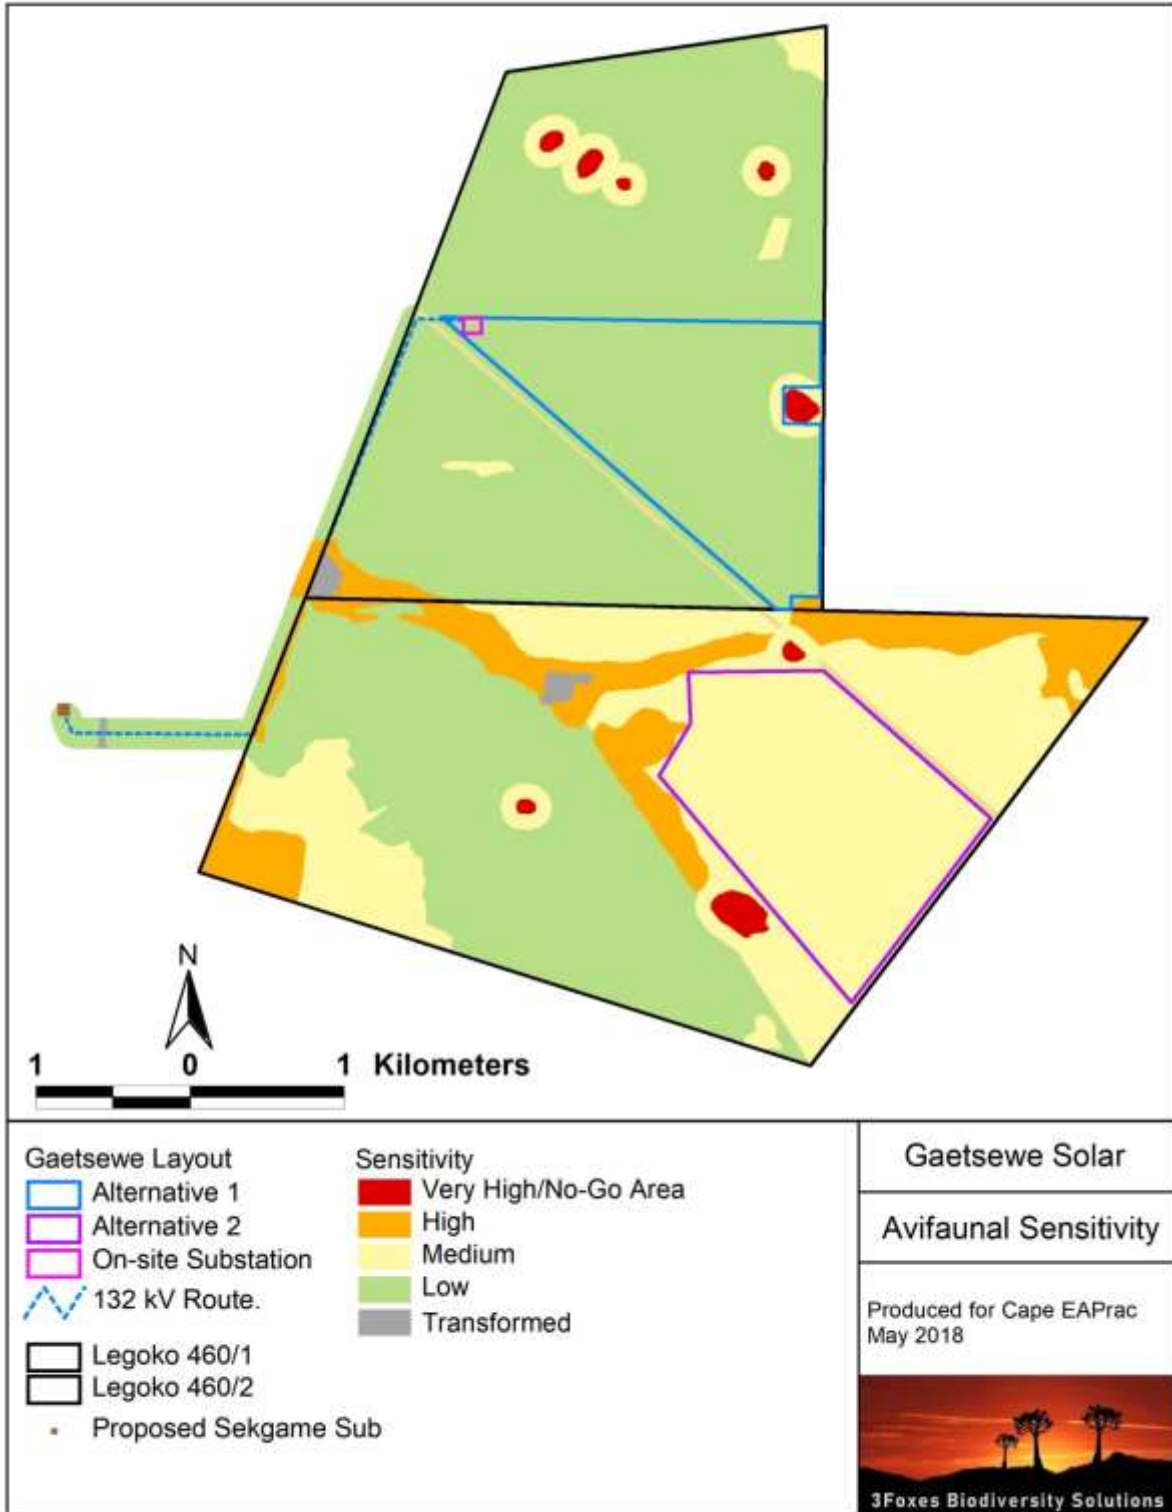 N
1 0 1 Kilometers
Gaetsewe Layout
Alternative 1
Alternative 2
On-site Substation
132 kV Route.
Legoko 460/1
Legoko 460/2
Proposed Sekgame Sub
Sensitivity
Very High/No-Go Area
High
Medium
Low
Transformed
Gaetsewe Solar
Avifaunal Sensitivity
Produced for Cape EAPrac
May 2018
3Foxes Biodiversity Solutions